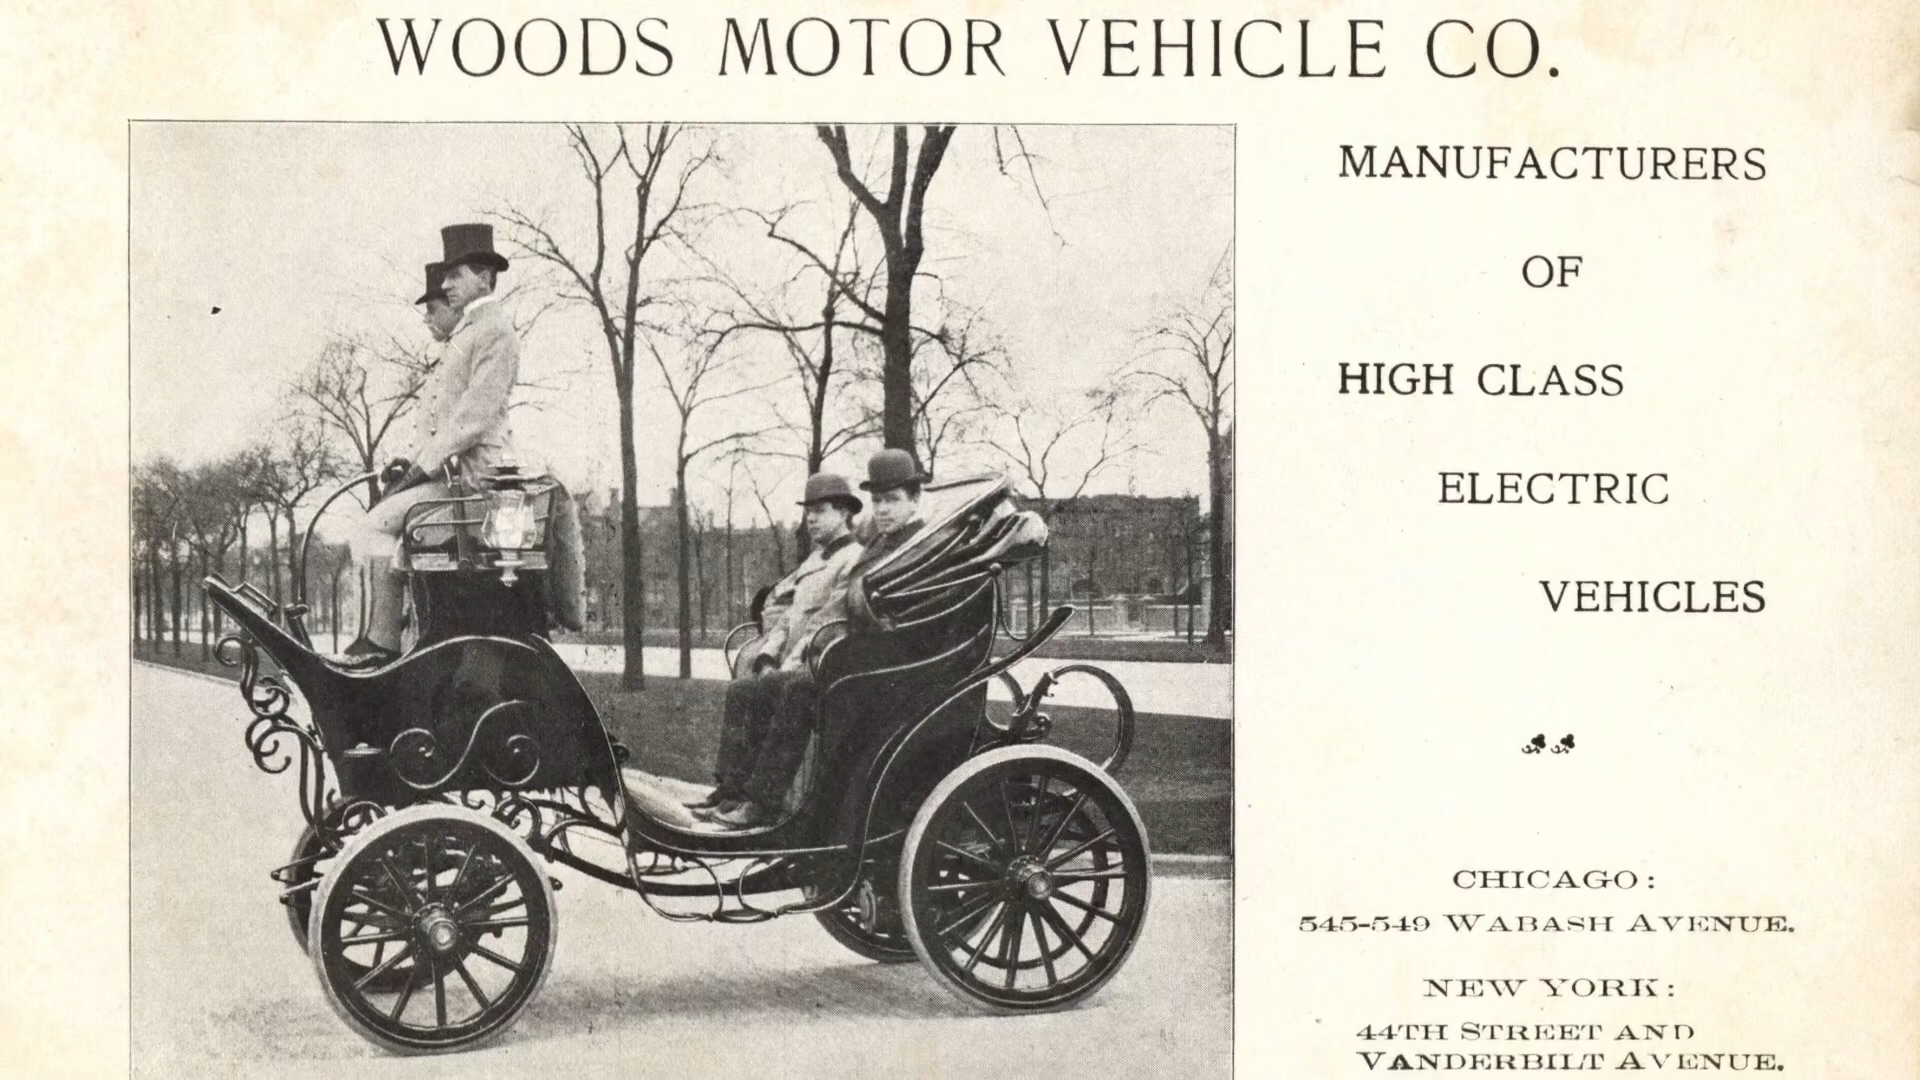 WOODS MOTOR VEHICLE CO.
MANUFACTURERS
OF
HIGH CLASS
ELECTRIC
VEHICLES
CHICAGO:
545-549 WABASH AVENUE.
NEW YORK:
44TH STREET AND
VANDERBILT AVENUE.